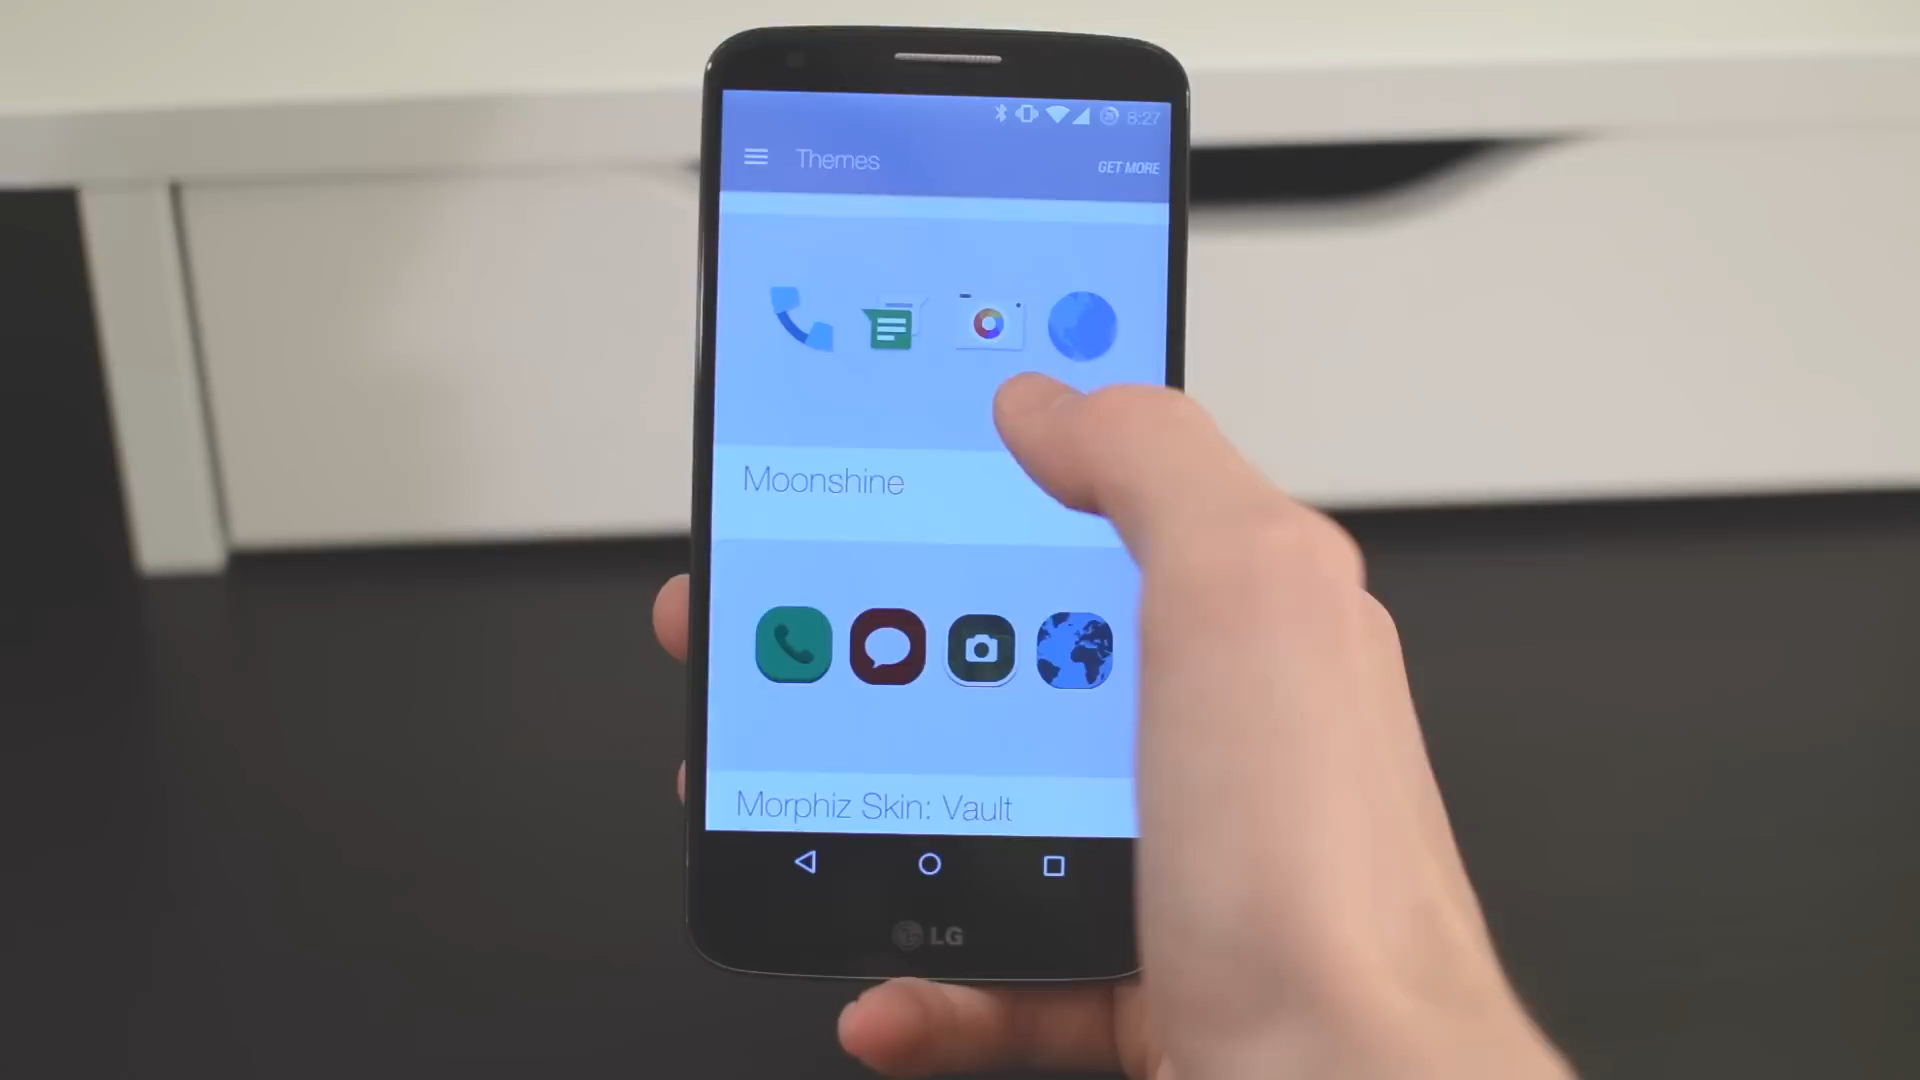 8:27
Themes
GET MORE
Moonshine
Morphiz Skin: Vault
LG